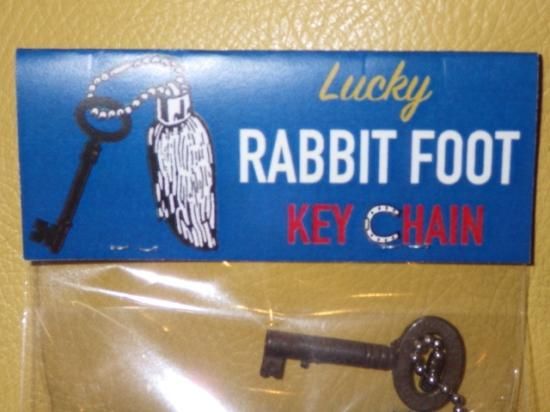 Lucky
RABBIT FOOT
KEY CHAIN